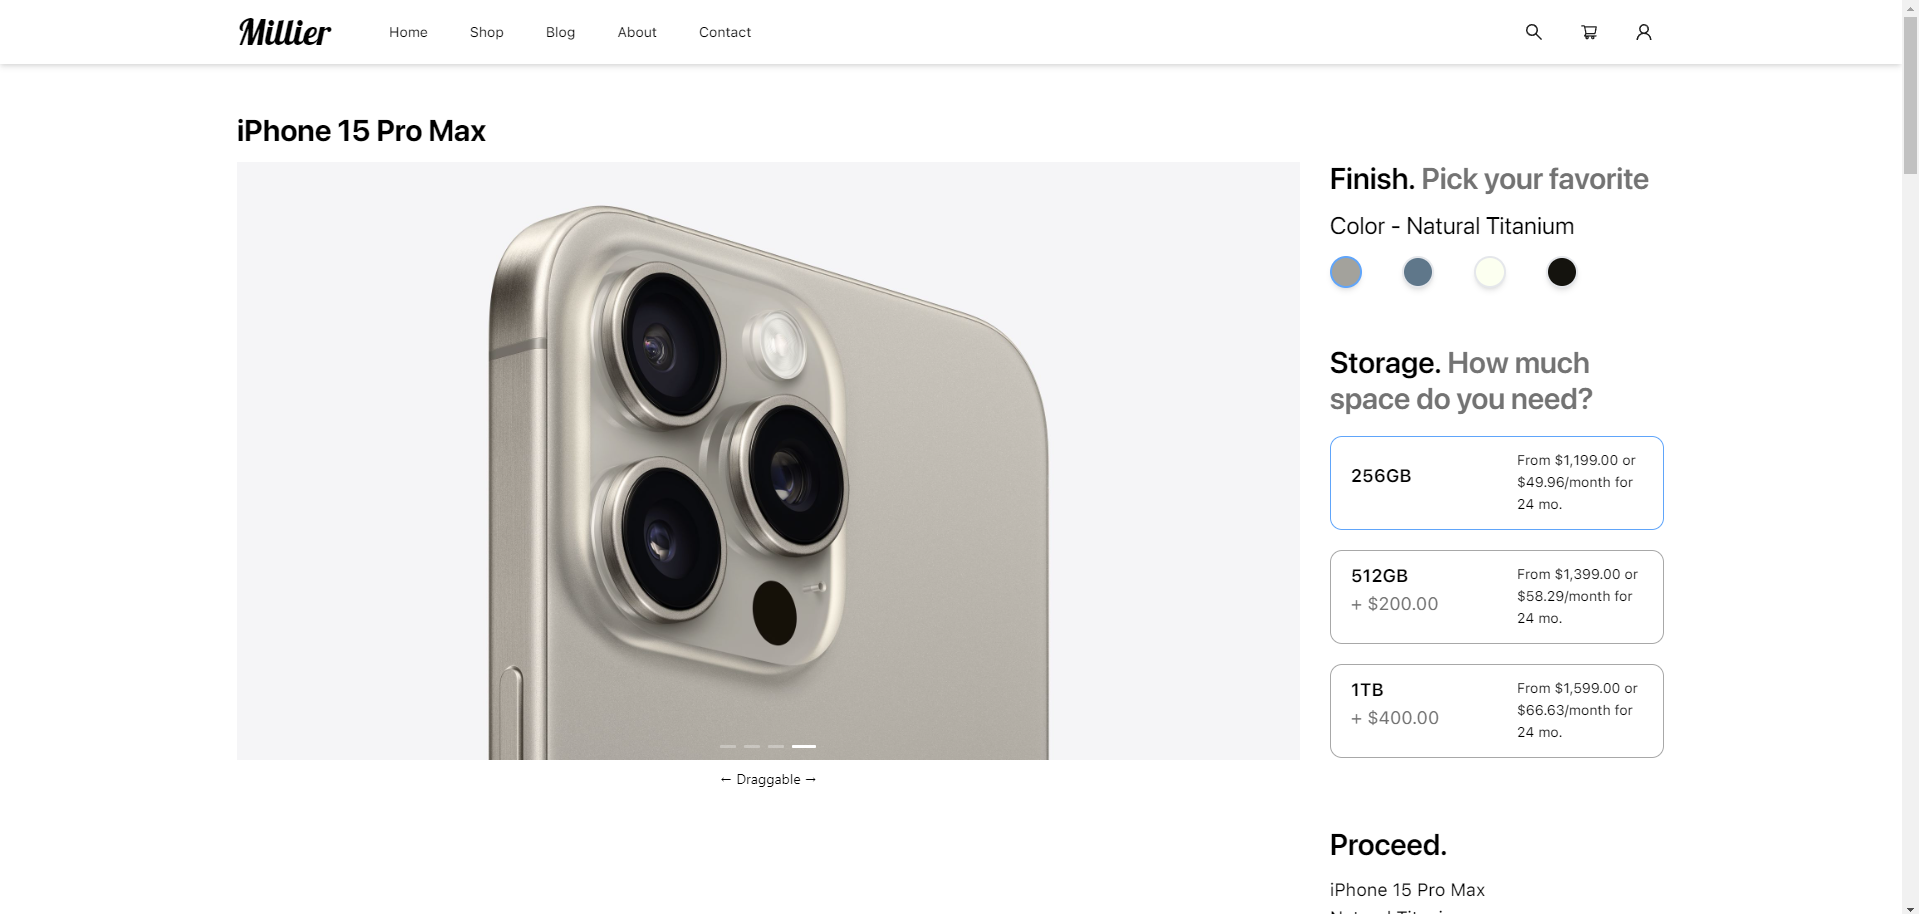 Millier
Home
Shop
Blog
About
Contact
iPhone 15 Pro Max
Finish. Pick your favorite
Color - Natural Titanium
Storage. How much
space do you need?
256GB
From $1,199.00 or
$49.96/month for
24 mo.
512GB
+ $200.00
From $1,399.00 or
$58.29/month for
24 mo.
1TB
+ $400.00
From $1,599.00 or
$66.63/month for
24 mo.
← Draggable →
Proceed.
iPhone 15 Pro Max